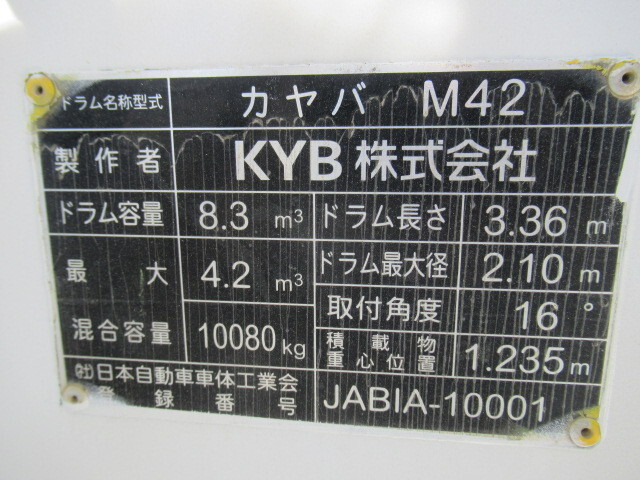 ドラム名称型式 カヤバ M42
製作者 KYB株式会社
ドラム容量 8.3 m³ ドラム長さ 3.36 m
最大 4.2 m³ ドラム最大径 2.10 m
混合容量 10080kg 取付角度 16°
積載物重心位置 1.235m
㈳日本自動車車体工業会
登録番号 JABIA-10001